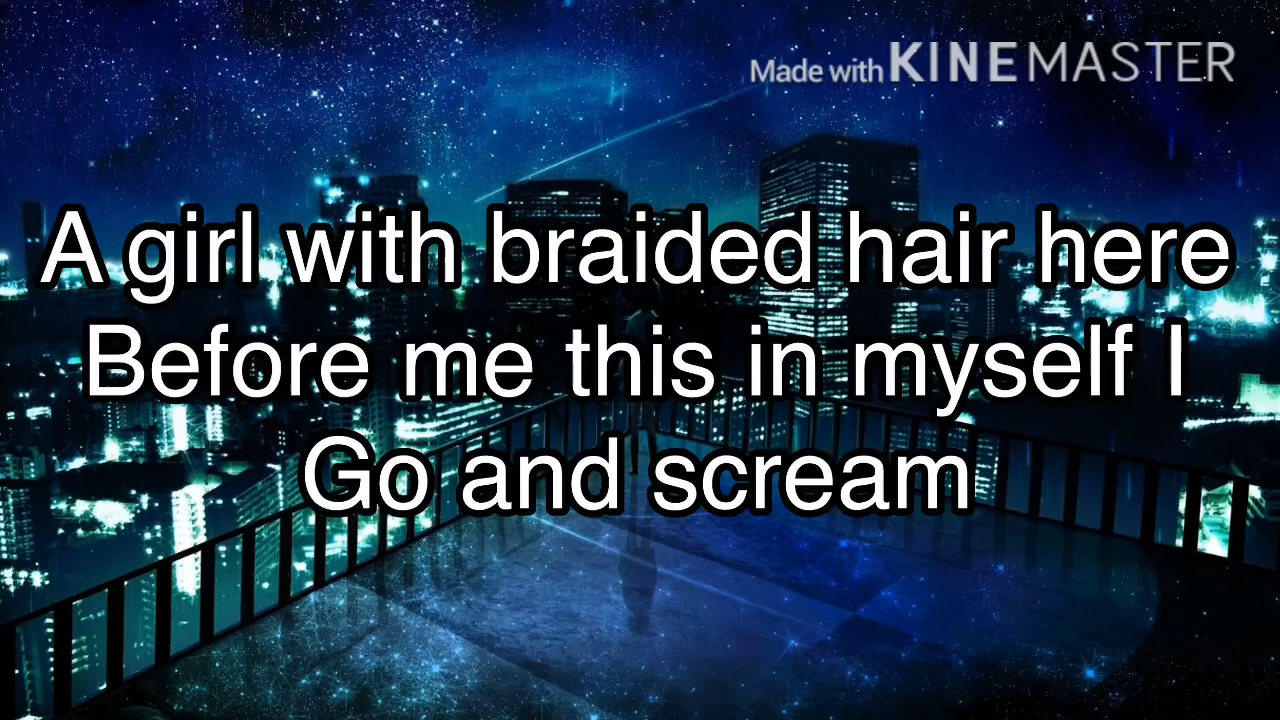 Made with KINEMASTER
A girl with braided hair here
Before me this in myself I
Go and scream